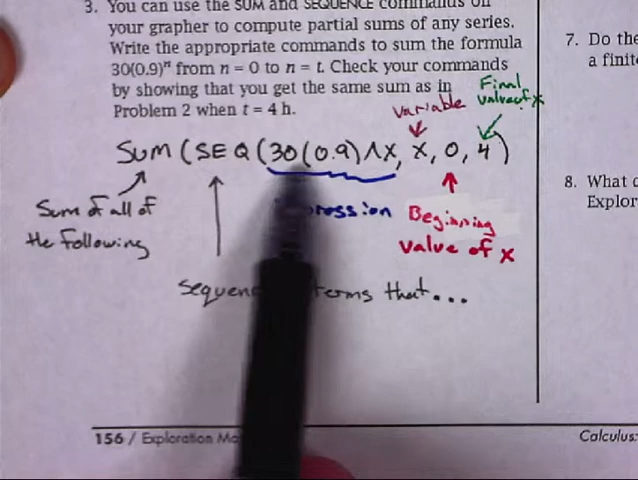 3. You can use the SUM and SEQUENCE commands on
your grapher to compute partial sums of any series.
Write the appropriate commands to sum the formula
30(0.9)ⁿ from n = 0 to n = t. Check your commands
by showing that you get the same sum as in
Problem 2 when t = 4 h.
Final
value of x
variable
SUM(SEQ(30(0.9)^X, X, 0, 4)
Sum of all of
the following
Beginning
value of x
sequen terms that...
156 / Exploration Ma
7. Do the
a finit
8. What c
Explor
Calculus: